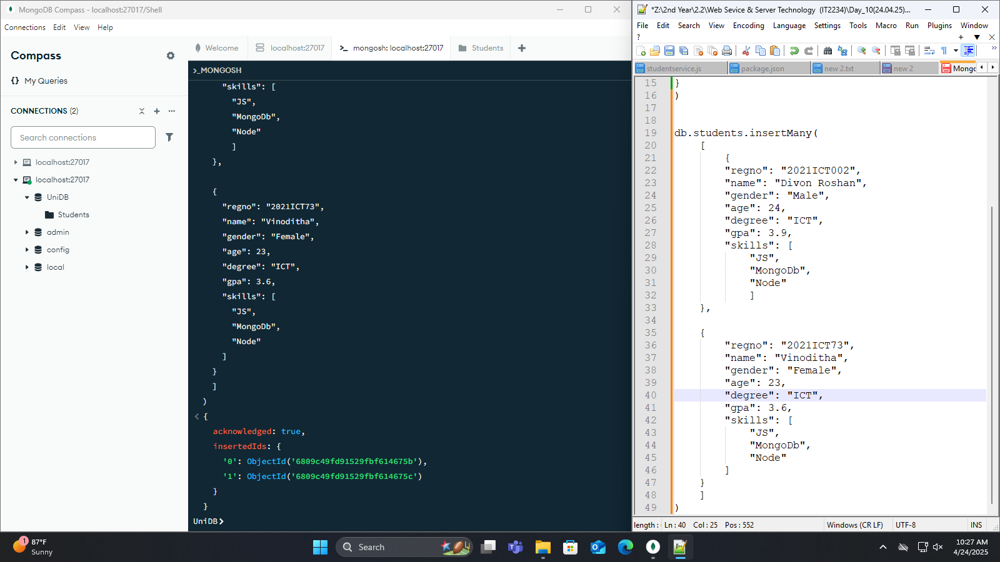 MongoDB Compass - localhost:27017/Shell
Connections Edit View Help
Compass
My Queries
CONNECTIONS (2)
Search connections
localhost:27017
localhost:27017
UniDB
Students
admin
config
local
Welcome
localhost:27017
mongosh: localhost:27017
Students
>_MONGOSH
"skills": [
"JS",
"MongoDb",
"Node"
]
},
{
"regno": "2021ICT73",
"name": "Vinoditha",
"gender": "Female",
"age": 23,
"degree": "ICT",
"gpa": 3.6,
"skills": [
"JS",
"MongoDb",
"Node"
]
}
]
)
< {
acknowledged: true,
insertedIds: {
'0': ObjectId('6809c49fd91529fbf614675b'),
'1': ObjectId('6809c49fd91529fbf614675c')
}
}
UniDB>
*Z:\2nd Year\2.2\Web Sevice & Server Technology (IT2234)\Day_10(24.04.25)...
File Edit Search View Encoding Language Settings Tools Macro Run Plugins Window
?
studentservice.js package.json new 2.txt new 2 Mongo
15 }
16 )
17
18
19 db.students.insertMany(
20 [
21 {
22 "regno": "2021ICT002",
23 "name": "Divon Roshan",
24 "gender": "Male",
25 "age": 24,
26 "degree": "ICT",
27 "gpa": 3.9,
28 "skills": [
29 "JS",
30 "MongoDb",
31 "Node"
32 ]
33 },
34
35 {
36 "regno": "2021ICT73",
37 "name": "Vinoditha",
38 "gender": "Female",
39 "age": 23,
40 "degree": "ICT",
41 "gpa": 3.6,
42 "skills": [
43 "JS",
44 "MongoDb",
45 "Node"
46 ]
47 }
48 ]
49 )
length : Ln : 40 Col : 25 Pos : 552 Windows (CR LF) UTF-8 INS
1
87°F
Sunny
Search
10:27 AM
4/24/2025